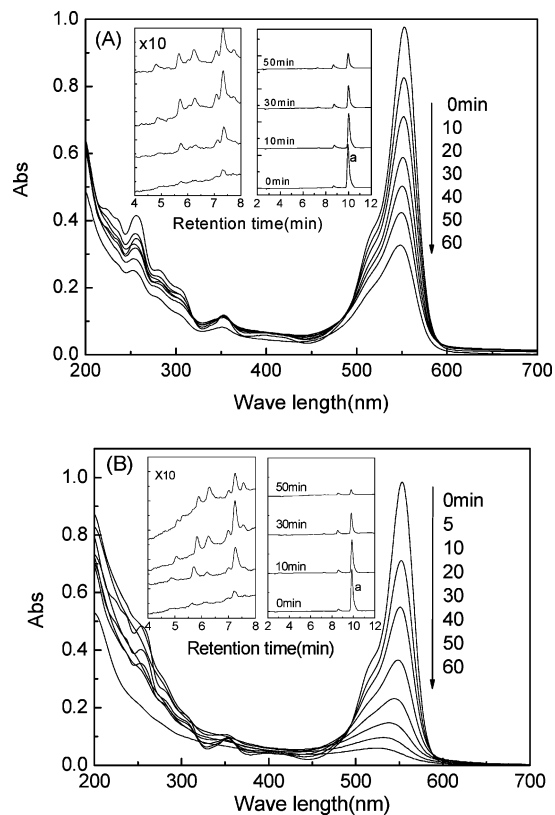 (A)
1.0
0.8
0.6
0.4
0.2
0.0
Abs
x10
4 5 6 7 8
50min
30min
10min
a
0min
2 4 6 8 10 12
Retention time(min)
0min
10
20
30
40
50
60
200 300 400 500 600 700
Wave length(nm)
(B)
1.0
0.8
0.6
0.4
0.2
0.0
Abs
X10
4 5 6 7 8
50min
30min
10min
a
0min
2 4 6 8 10 12
Retention time(min)
0min
5
10
20
30
40
50
60
200 300 400 500 600 700
Wave length(nm)